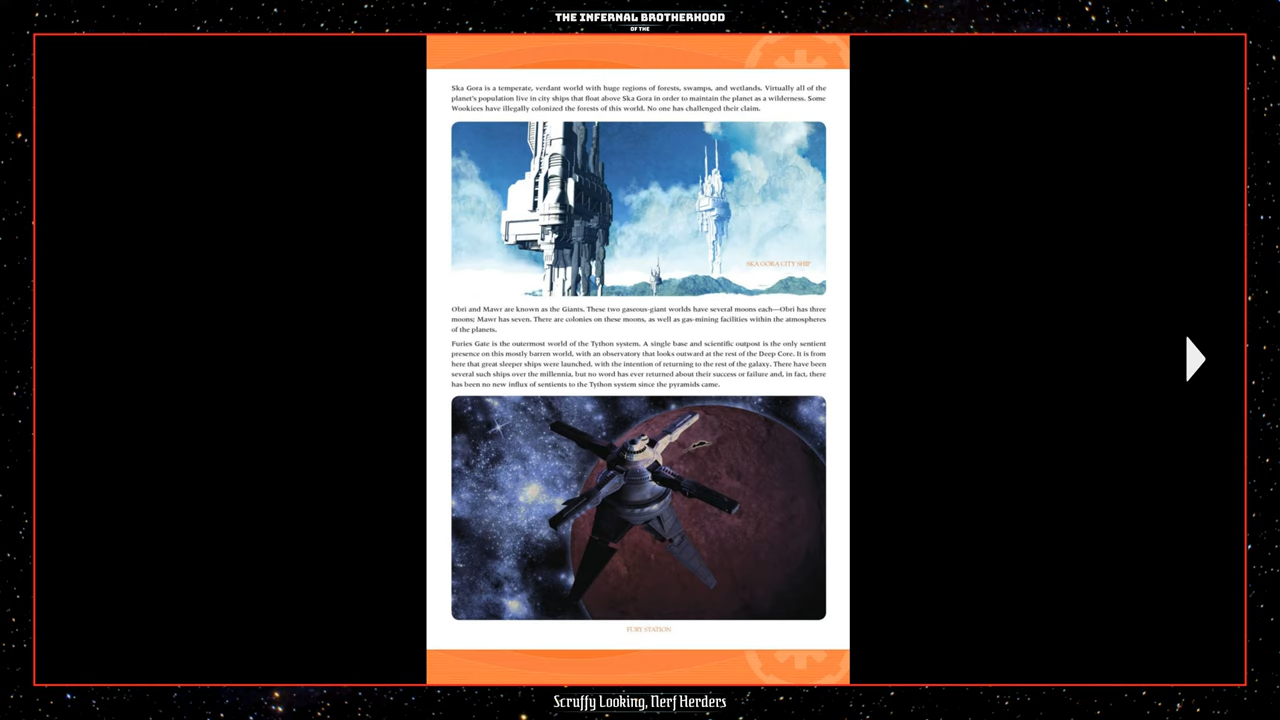 THE INFERNAL BROTHERHOOD
OF THE
Ska Gora is a temperate, verdant world with huge regions of forests, swamps, and wetlands. Virtually all of the
planet's population live in city ships that float above Ska Gora in order to maintain the planet as a wilderness. Some
Wookiees have illegally colonized the forests of this world. No one has challenged their claim.
SKA GORA CITY SHIP
Obri and Mawr are known as the Giants. These two gaseous-giant worlds have several moons each—Obri has three
moons; Mawr has seven. There are colonies on these moons, as well as gas-mining facilities within the atmospheres
of the planets.
Furies Gate is the outermost world of the Tython system. A single base and scientific outpost is the only sentient
presence on this mostly barren world, with an observatory that looks outward at the rest of the Deep Core. It is from
here that great sleeper ships were launched, with the intention of returning to the rest of the galaxy. There have been
several such ships over the millennia, but no word has ever returned about their success or failure and, in fact, there
has been no new influx of sentients to the Tython system since the pyramids came.
FURY STATION
Scruffy Looking, Nerf Herders